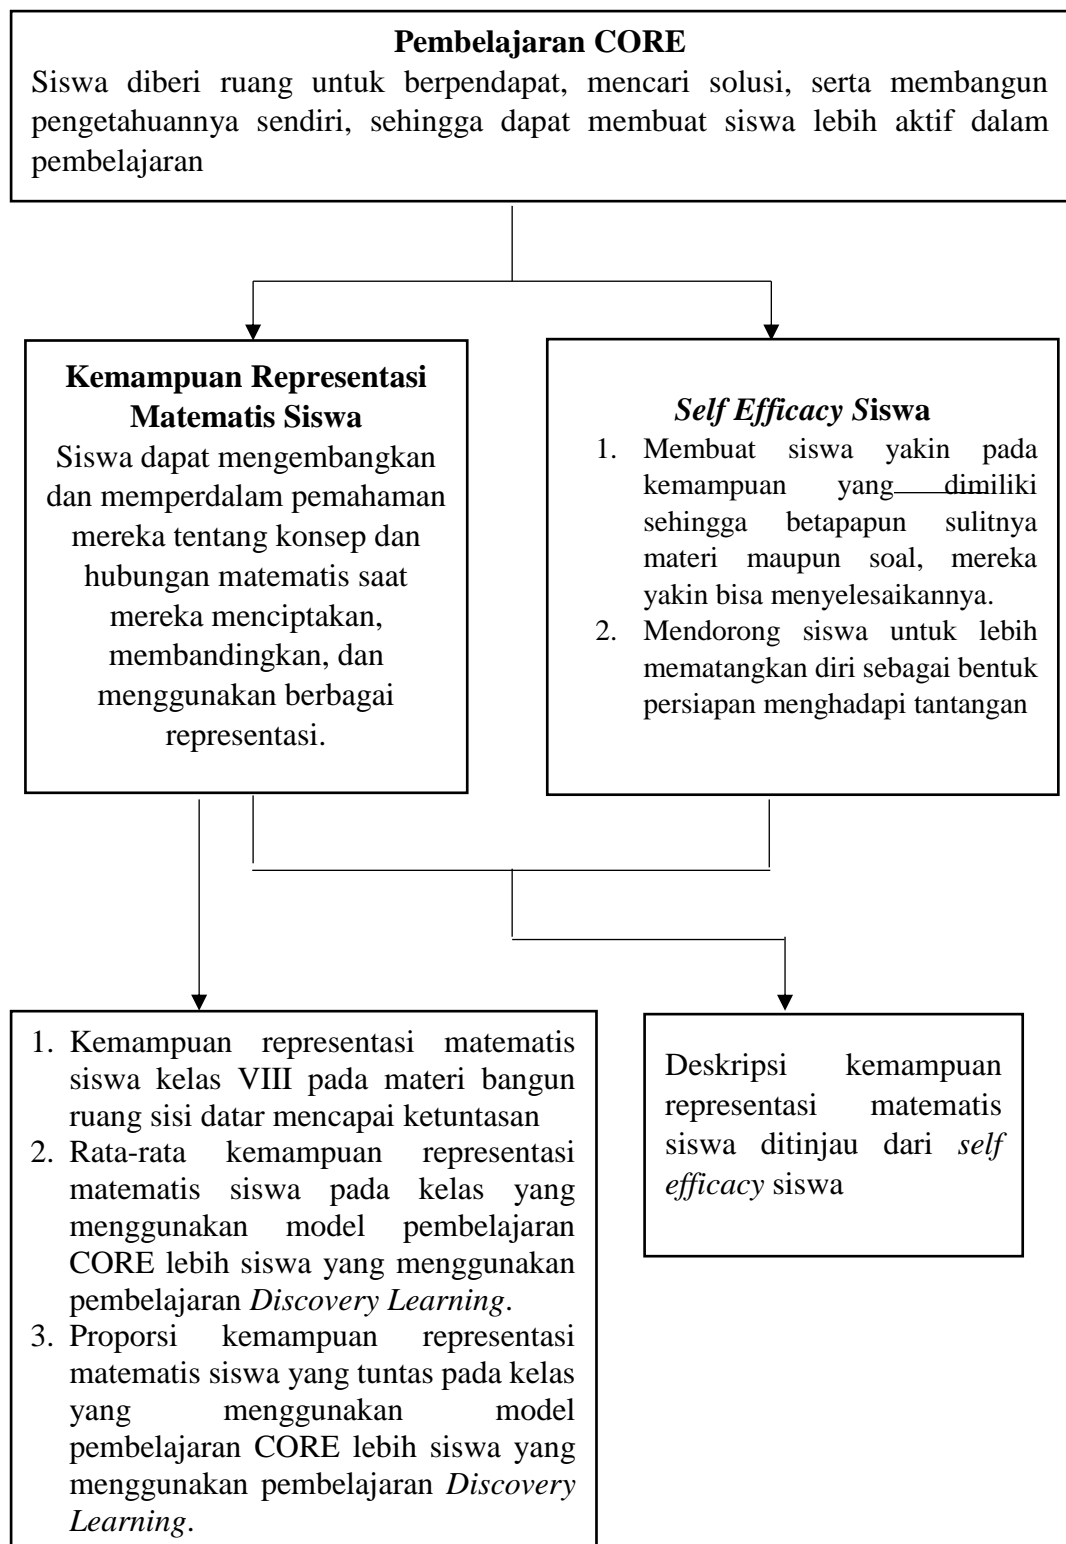 Pembelajaran CORE
Siswa diberi ruang untuk berpendapat, mencari solusi, serta membangun
pengetahuannya sendiri, sehingga dapat membuat siswa lebih aktif dalam
pembelajaran
Kemampuan Representasi
Matematis Siswa
Siswa dapat mengembangkan
dan memperdalam pemahaman
mereka tentang konsep dan
hubungan matematis saat
mereka menciptakan,
membandingkan, dan
menggunakan berbagai
representasi.
Self Efficacy Siswa
1. Membuat siswa yakin pada
kemampuan yang dimiliki
sehingga betapapun sulitnya
materi maupun soal, mereka
yakin bisa menyelesaikannya.
2. Mendorong siswa untuk lebih
mematangkan diri sebagai bentuk
persiapan menghadapi tantangan
1. Kemampuan representasi matematis
siswa kelas VIII pada materi bangun
ruang sisi datar mencapai ketuntasan
2. Rata-rata kemampuan representasi
matematis siswa pada kelas yang
menggunakan model pembelajaran
CORE lebih siswa yang menggunakan
pembelajaran Discovery Learning.
3. Proporsi kemampuan representasi
matematis siswa yang tuntas pada kelas
yang menggunakan model
pembelajaran CORE lebih siswa yang
menggunakan pembelajaran Discovery
Learning.
Deskripsi kemampuan
representasi matematis
siswa ditinjau dari self
efficacy siswa